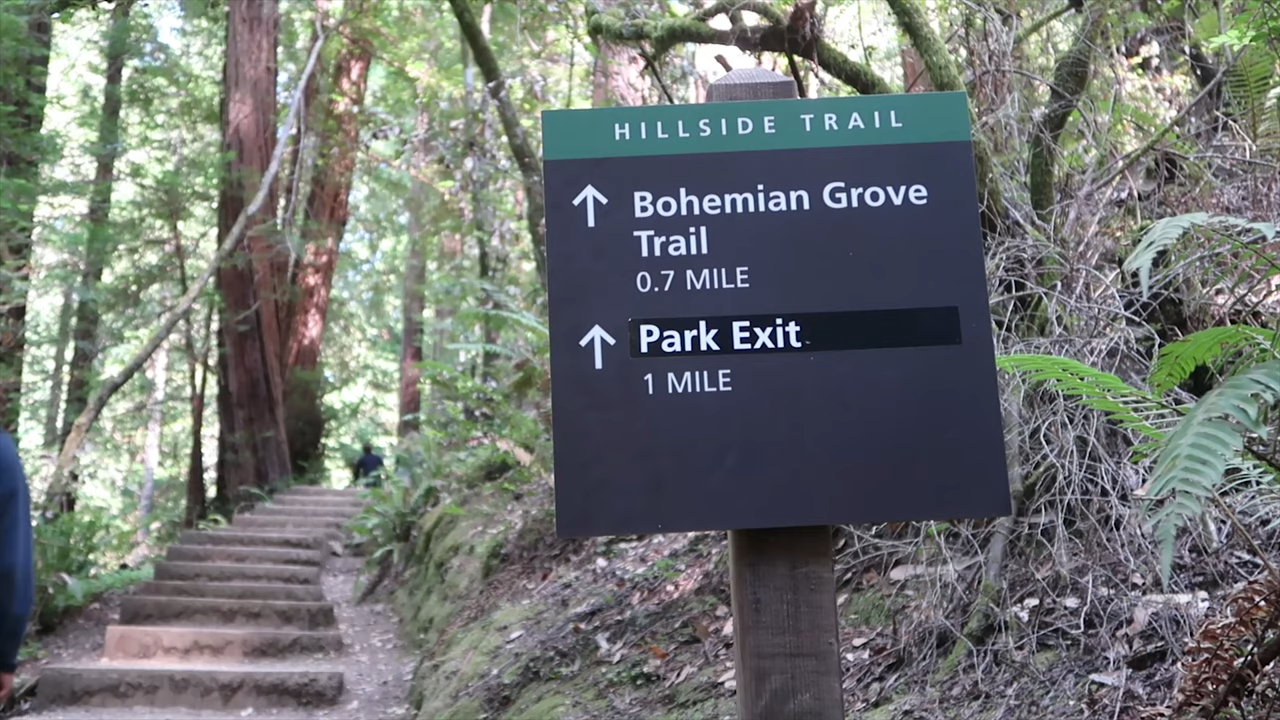 HILLSIDE TRAIL
↑ Bohemian Grove
Trail
0.7 MILE
↑ Park Exit
1 MILE